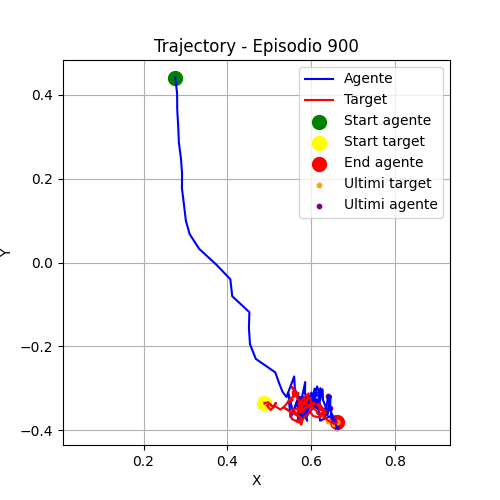 Trajectory - Episodio 900
Agente
Target
Start agente
Start target
End agente
Ultimi target
Ultimi agente
Y
0.4
0.2
0.0
−0.2
−0.4
0.2
0.4
0.6
0.8
X